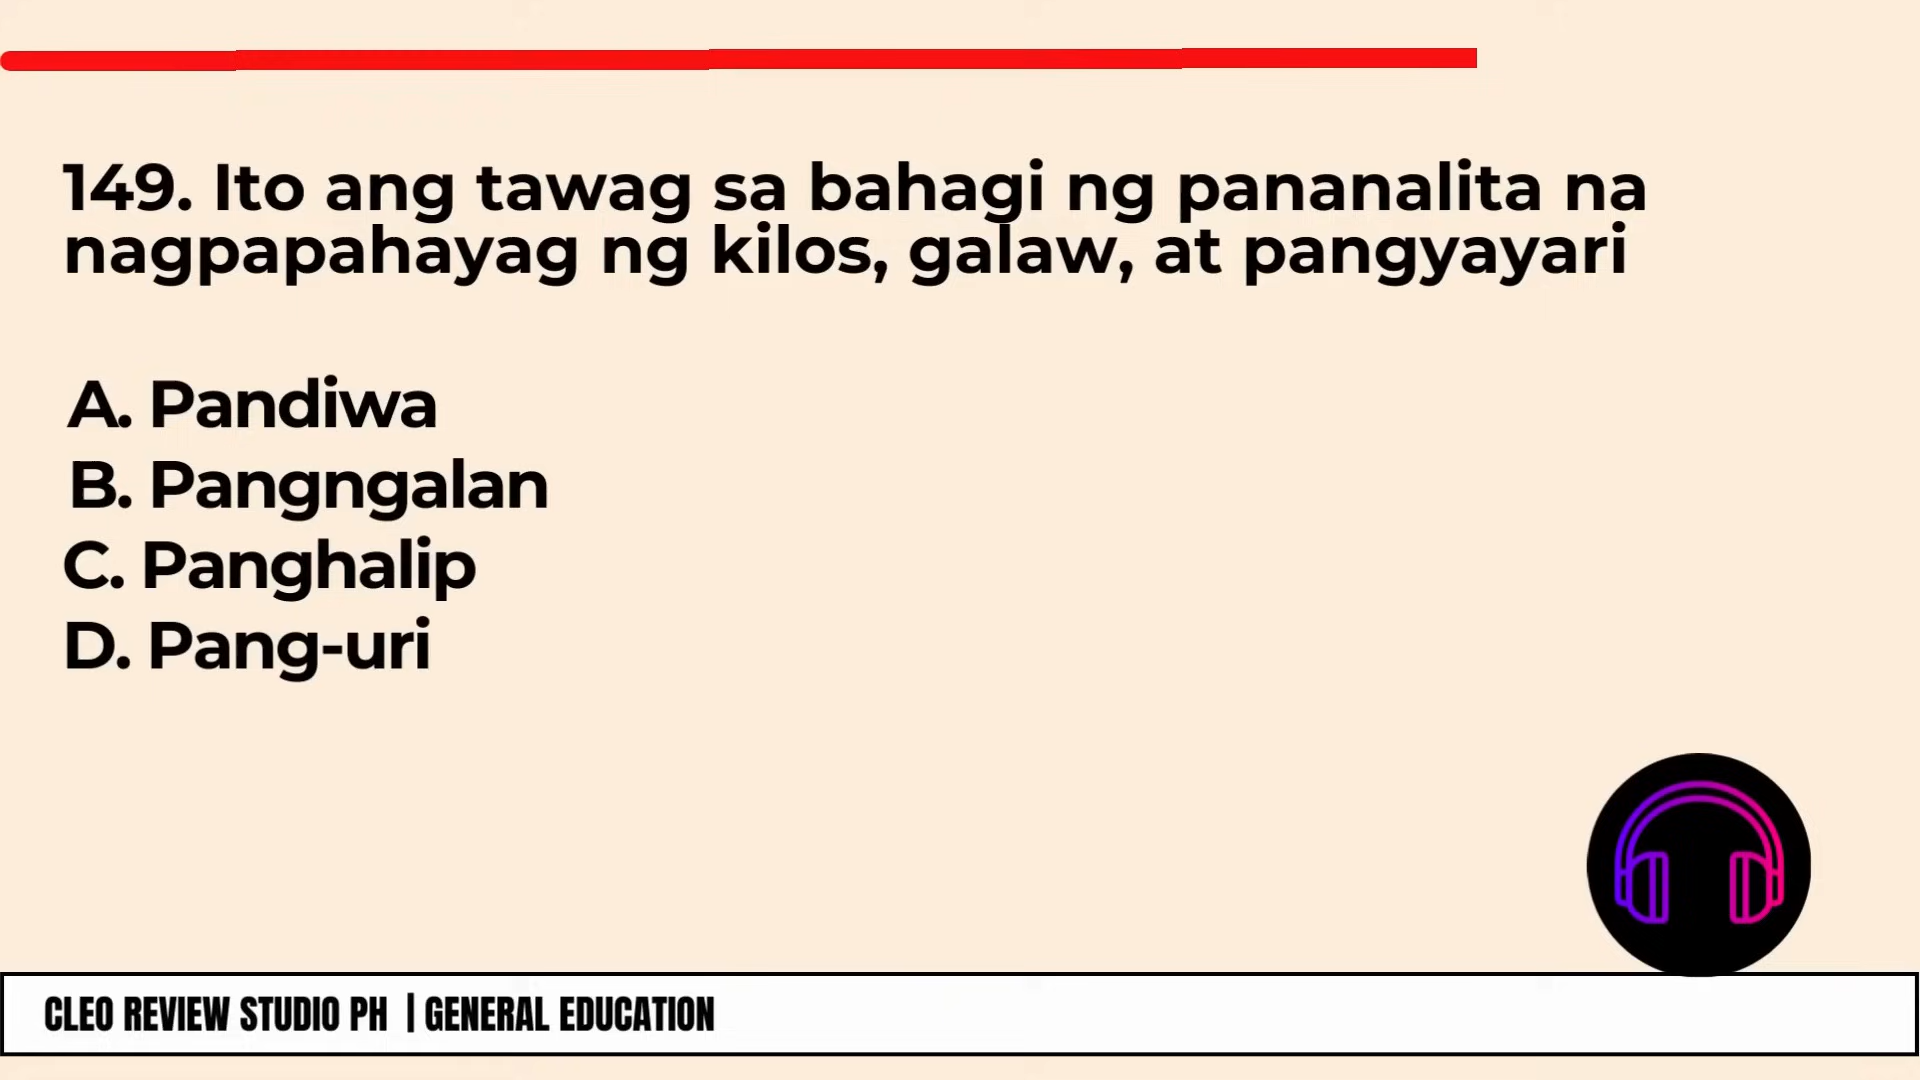 149. Ito ang tawag sa bahagi ng pananalita na
nagpapahayag ng kilos, galaw, at pangyayari
A. Pandiwa
B. Pangngalan
C. Panghalip
D. Pang-uri
CLEO REVIEW STUDIO PH | GENERAL EDUCATION